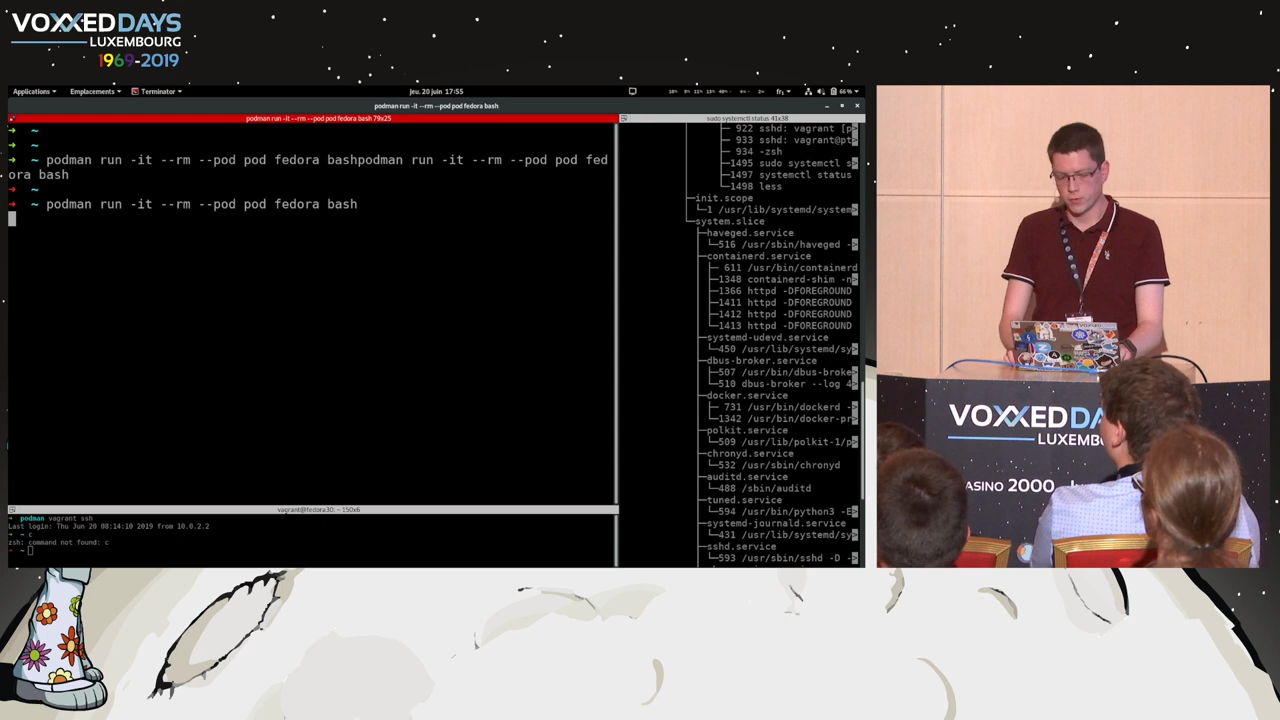 VOXXEDDAYS
LUXEMBOURG
1969-2019
Applications
Emplacements
Terminator
jeu. 20 juin 17:55
fr₁
66 %
podman run -it --rm --pod pod fedora bash
podman run -it --rm --pod pod fedora bash 79x25
→ ~
→ ~
→ ~ podman run -it --rm --pod pod fedora bashpodman run -it --rm --pod pod fed
ora bash
→ ~
→ ~ podman run -it --rm --pod pod fedora bash
sudo systemctl status 41x38
├─ 922 sshd: vagrant [p>
├─ 933 sshd: vagrant@pt>
├─ 934 -zsh
├─1495 sudo systemctl s>
├─1497 systemctl status
└─1498 less
├─init.scope
│ └─1 /usr/lib/systemd/system>
└─system.slice
├─haveged.service
│ └─516 /usr/sbin/haveged ->
├─containerd.service
│ ├─ 611 /usr/bin/containerd
│ ├─1348 containerd-shim -n>
│ ├─1366 httpd -DFOREGROUND
│ ├─1411 httpd -DFOREGROUND
│ ├─1412 httpd -DFOREGROUND
│ └─1413 httpd -DFOREGROUND
├─systemd-udevd.service
│ └─450 /usr/lib/systemd/sy>
├─dbus-broker.service
│ ├─507 /usr/bin/dbus-broke>
│ └─510 dbus-broker --log 4>
├─docker.service
│ ├─ 731 /usr/bin/dockerd ->
│ └─1342 /usr/bin/docker-pr>
├─polkit.service
│ └─509 /usr/lib/polkit-1/p>
├─chronyd.service
│ └─532 /usr/sbin/chronyd
├─auditd.service
│ └─488 /sbin/auditd
├─tuned.service
│ └─594 /usr/bin/python3 -E>
├─systemd-journald.service
│ └─431 /usr/lib/systemd/sy>
├─sshd.service
│ └─593 /usr/sbin/sshd -D ->
vagrant@fedora30:~ 150x6
→ podman vagrant ssh
Last login: Thu Jun 20 08:14:10 2019 from 10.0.2.2
→ ~ c
zsh: command not found: c
→ ~
VOXXEDDA
LUXEMBO
ASINO 2000